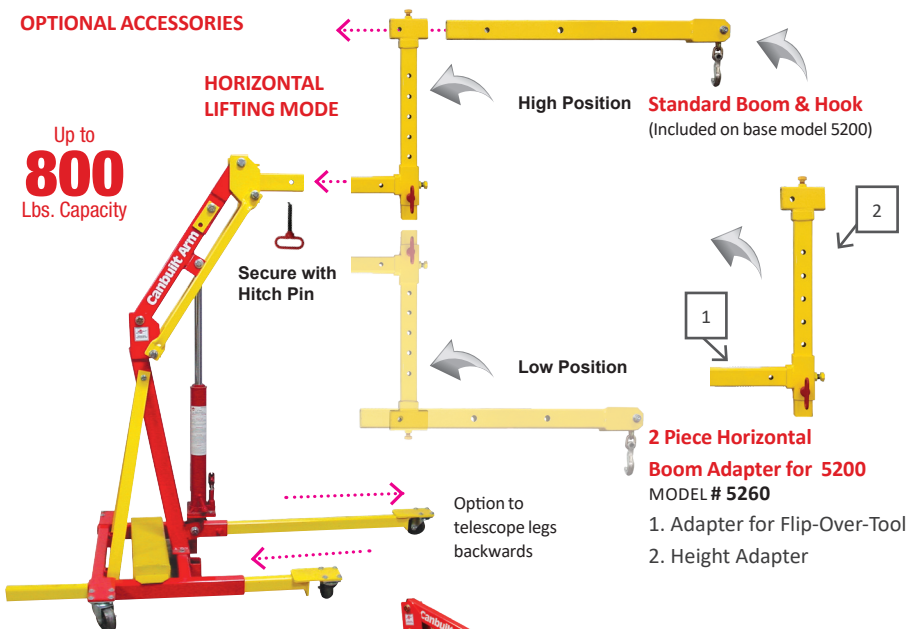 OPTIONAL ACCESSORIES
HORIZONTAL
LIFTING MODE
High Position
Standard Boom & Hook
(Included on base model 5200)
Up to
800
Lbs. Capacity
Canbuilt Arm
Secure with
Hitch Pin
2
1
Low Position
2 Piece Horizontal
Boom Adapter for 5200
MODEL # 5260
1. Adapter for Flip-Over-Tool
2. Height Adapter
Option to
telescope legs
backwards